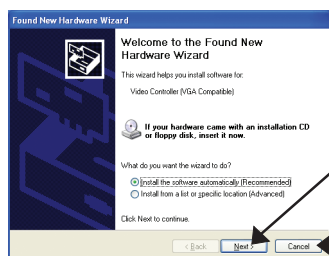 Found New Hardware Wizard
Welcome to the Found New
Hardware Wizard
This wizard helps you install software for:
Video Controller (VGA Compatible)
If your hardware came with an installation CD
or floppy disk, insert it now.
What do you want the wizard to do?
Install the software automatically (Recommended)
Install from a list or specific location (Advanced)
Click Next to continue.
< Back Next > Cancel